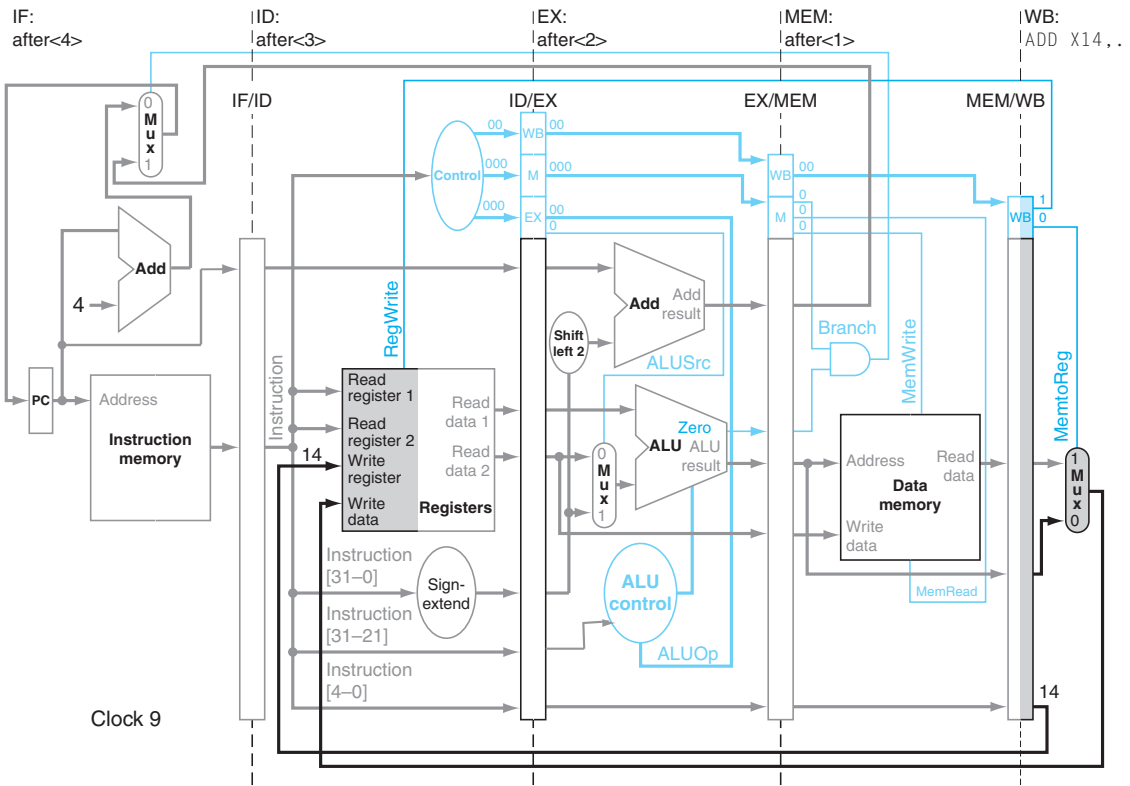 IF:
after<4>
ID:
after<3>
EX:
after<2>
MEM:
after<1>
WB:
ADD X14,.
IF/ID
ID/EX
EX/MEM
MEM/WB
0
Mux
1
Control
00
000
000
WB
00
M
000
EX
00
0
WB
00
M
0
0
0
WB
1
0
Add
4
PC
Address
Instruction
memory
Instruction
RegWrite
Read
register 1
Read
register 2
Write
register
Write
data
Registers
Read
data 1
Read
data 2
14
Add
Add
result
Shift
left 2
ALUSrc
Zero
ALU
ALU
result
0
Mux
1
Branch
MemWrite
Address
Read
data
Data
memory
Write
data
MemRead
MemtoReg
1
Mux
0
Instruction
[31–0]
Sign-
extend
Instruction
[31–21]
Instruction
[4–0]
ALU
control
ALUOp
14
Clock 9